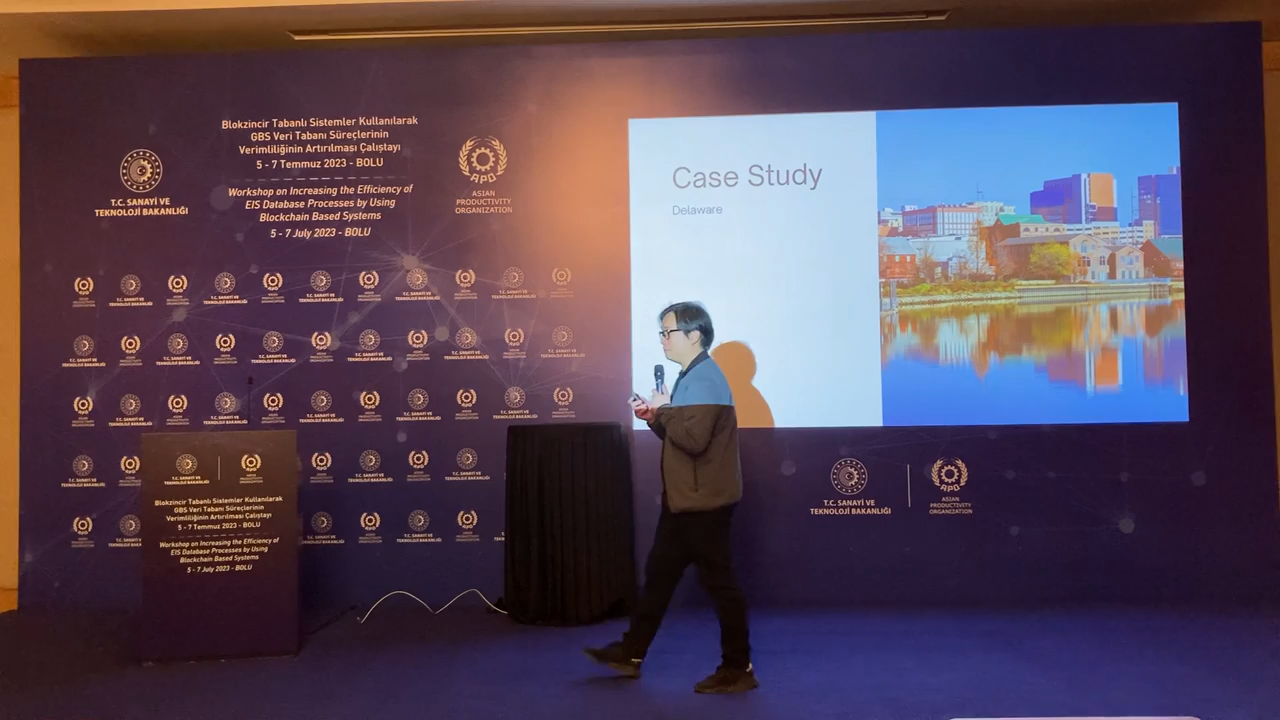 Blokzincir Tabanlı Sistemler Kullanılarak
GBS Veri Tabanı Süreçlerinin
Verimliliğinin Artırılması Çalıştayı
5 - 7 Temmuz 2023 - BOLU
Workshop on Increasing the Efficiency of
EIS Database Processes by Using
Blockchain Based Systems
5 - 7 July 2023 - BOLU
T.C. SANAYİ VE
TEKNOLOJİ BAKANLIĞI
APO
ASIAN
PRODUCTIVITY
ORGANIZATION
Case Study
Delaware
T.C. SANAYİ VE
TEKNOLOJİ BAKANLIĞI
APO
ASIAN
PRODUCTIVITY
ORGANIZATION
Blokzincir Tabanlı Sistemler Kullanılarak
GBS Veri Tabanı Süreçlerinin
Verimliliğinin Artırılması Çalıştayı
5 - 7 Temmuz 2023 - BOLU
Workshop on Increasing the Efficiency of
EIS Database Processes by Using
Blockchain Based Systems
5 - 7 July 2023 - BOLU